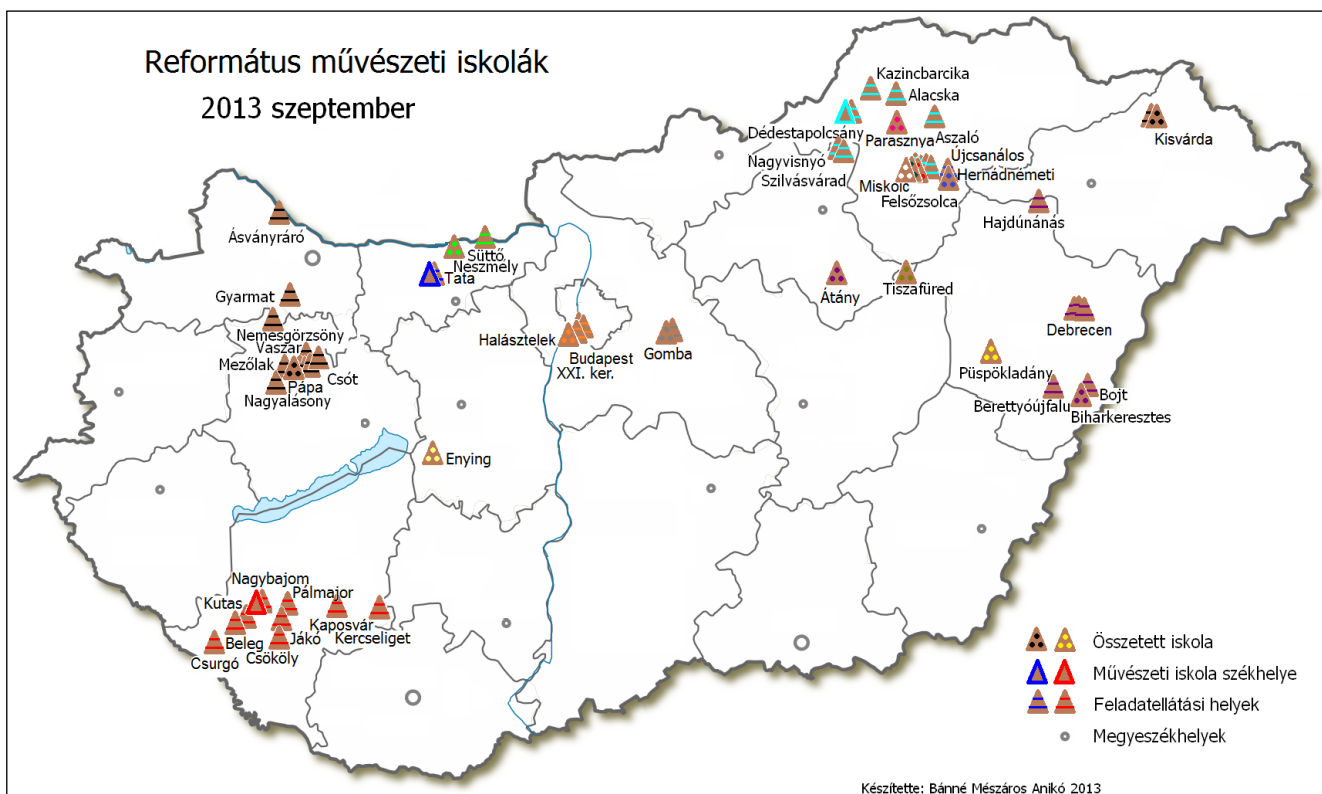 Református művészeti iskolák
2013 szeptember
Kazincbarcika
Alacska
Dédestapolcsány
Parasznya
Aszaló
Kisvárda
Nagyvisnyó
Szilvásvárad
Újcsanálos
Hernádnémeti
Miskolc
Felsőzsolca
Hajdúnánás
Ásványráró
Süttő
Neszmély
Tata
Átány
Tiszafüred
Gyarmat
Nemesgörzsöny
Vaszar
Mezőlak
Pápa
Csót
Nagyalásony
Halásztelek
Budapest
XXI. ker.
Gomba
Debrecen
Püspökladány
Berettyóújfalu
Bojt
Biharkeresztes
Enying
Nagybajom
Pálmajor
Kutas
Kaposvár
Kercseliget
Beleg
Jákó
Csököly
Csurgó
Összetett iskola
Művészeti iskola székhelye
Feladatellátási helyek
Megyeszékhelyek
Készítette: Bánné Mészáros Anikó 2013